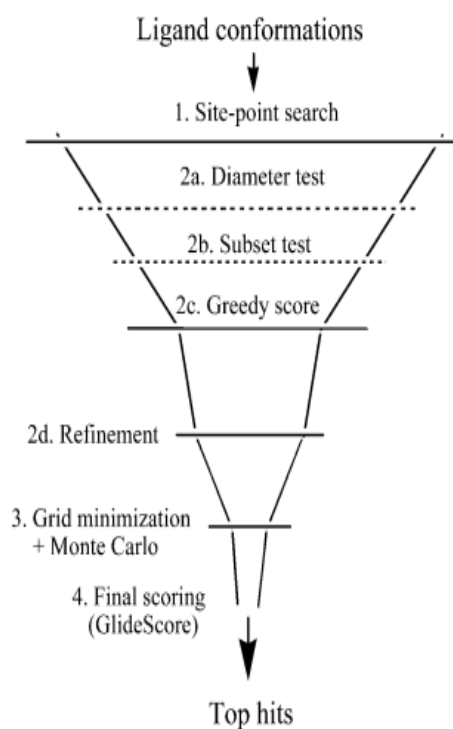 Ligand conformations
1. Site-point search
2a. Diameter test
2b. Subset test
2c. Greedy score
2d. Refinement
3. Grid minimization
+ Monte Carlo
4. Final scoring
(GlideScore)
Top hits